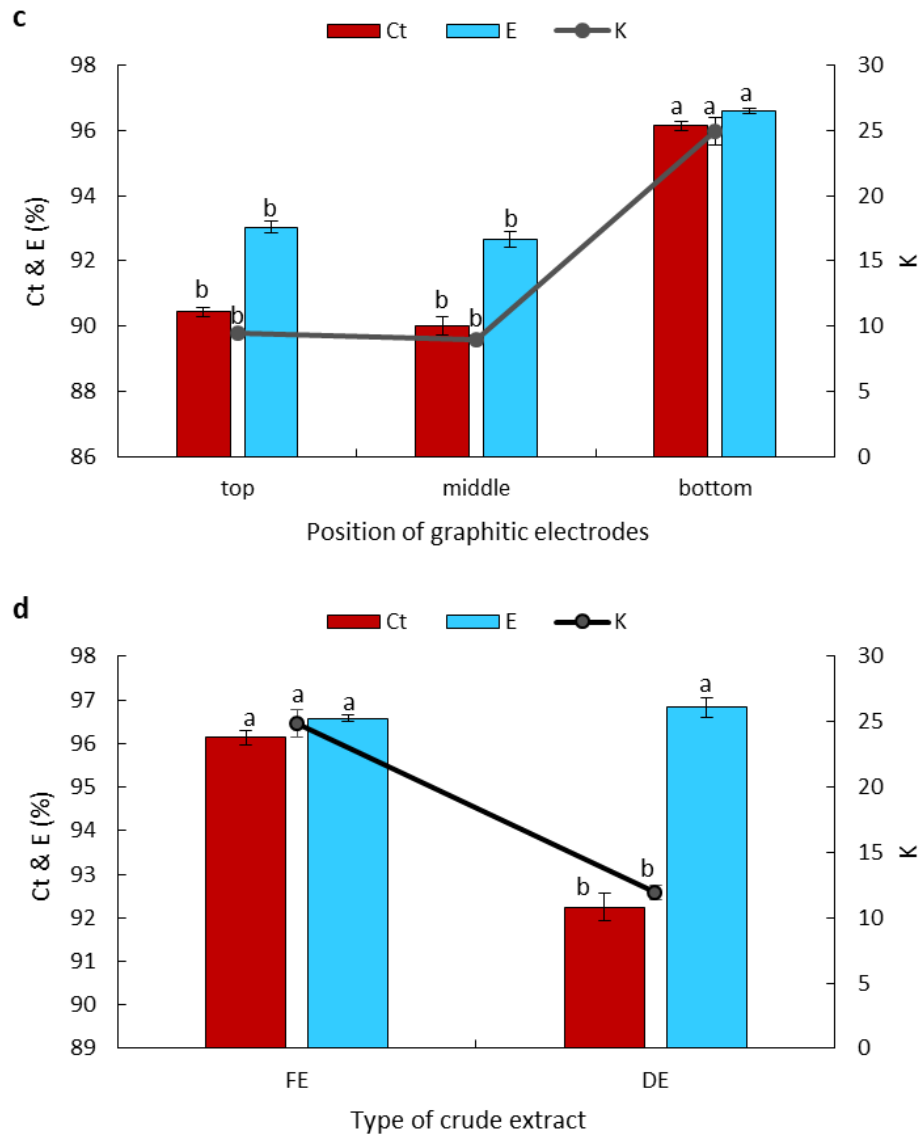 c
Ct E K
98 30
a a a
96 25
94 20
b b
92 15
b b
b b
90 10
88 5
86 0
top middle bottom
Ct & E (%)
K
Position of graphitic electrodes
d
Ct E K
98 30
97 a a a a 25
96
95 20
94
93 b b 15
92 10
91
90 5
89 0
FE DE
Ct & E (%)
K
Type of crude extract